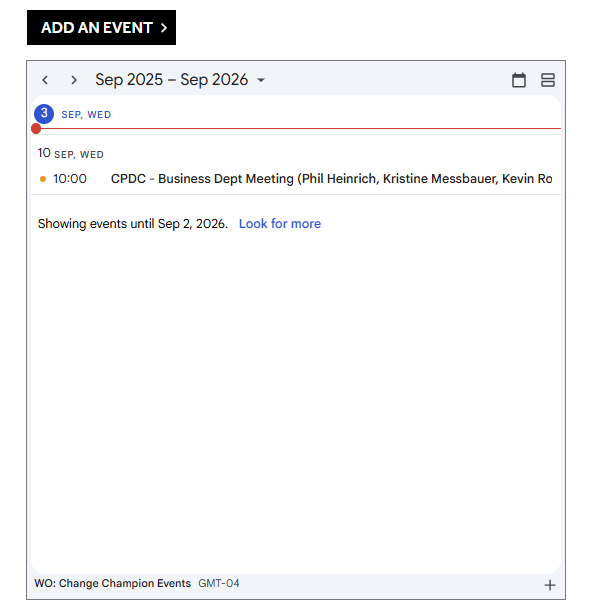 ADD AN EVENT
Sep 2025 – Sep 2026
3 SEP, WED
10 SEP, WED
10:00 CPDC - Business Dept Meeting (Phil Heinrich, Kristine Messbauer, Kevin Ro
Showing events until Sep 2, 2026. Look for more
WO: Change Champion Events GMT-04